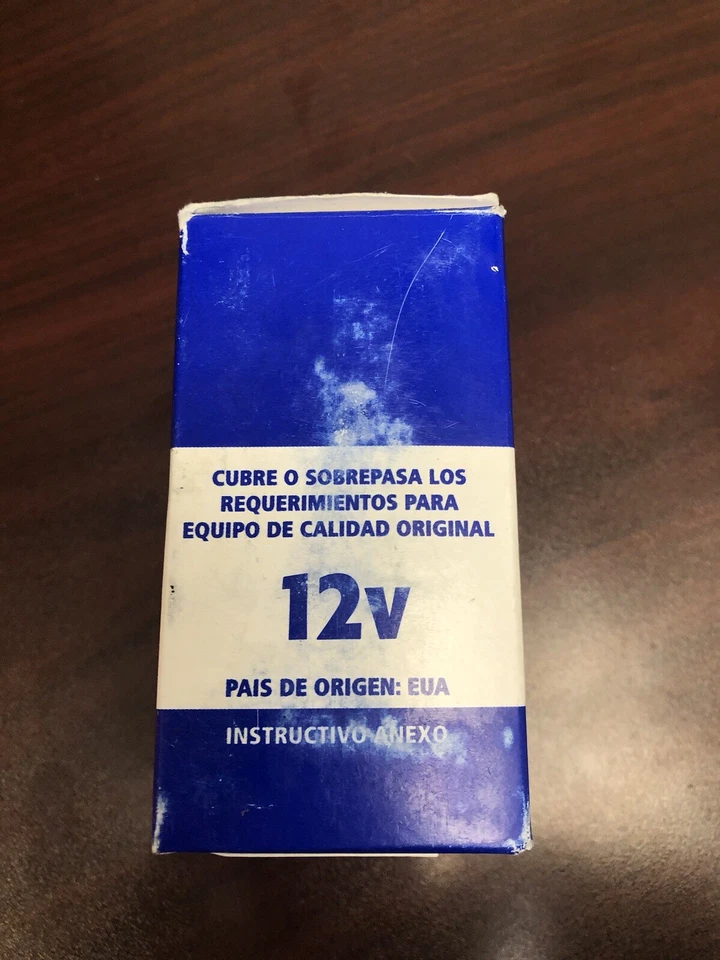 CUBRE O SOBREPASA LOS
REQUERIMIENTOS PARA
EQUIPO DE CALIDAD ORIGINAL
12v
PAIS DE ORIGEN: EUA
INSTRUCTIVO ANEXO